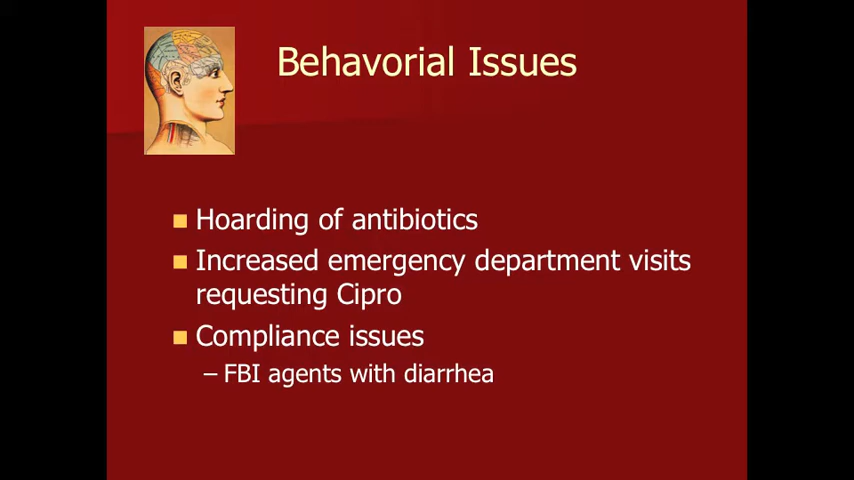 Behavorial Issues
Hoarding of antibiotics
Increased emergency department visits
requesting Cipro
Compliance issues
– FBI agents with diarrhea